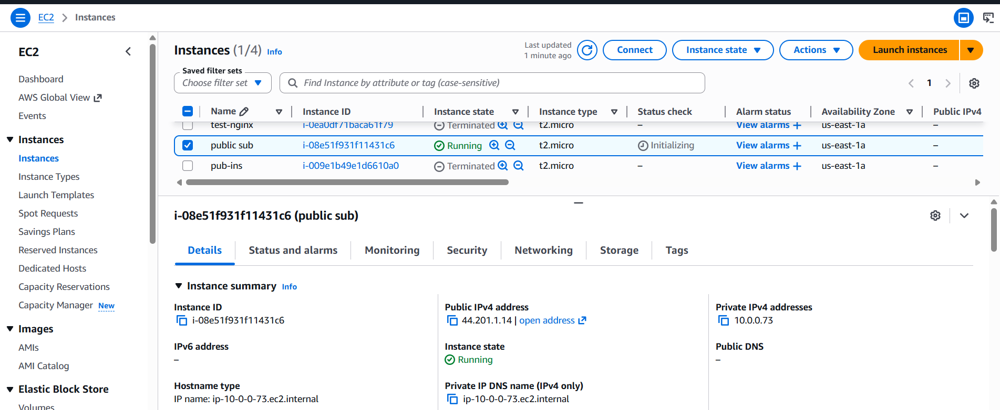 EC2 > Instances
EC2
Dashboard
AWS Global View
Events
Instances
Instances
Instance Types
Launch Templates
Spot Requests
Savings Plans
Reserved Instances
Dedicated Hosts
Capacity Reservations
Capacity Manager New
Images
AMIs
AMI Catalog
Elastic Block Store
Volumes
Instances (1/4) Info
Last updated
1 minute ago
Connect
Instance state
Actions
Launch instances
Saved filter sets
Choose filter set
Find Instance by attribute or tag (case-sensitive)
1
Name Instance ID Instance state Instance type Status check Alarm status Availability Zone Public IPv4
test-nginx i-0ea0df71baca61f79 Terminated t2.micro – View alarms + us-east-1a –
public sub i-08e51f931f11431c6 Running t2.micro Initializing View alarms + us-east-1a –
pub-ins i-009e1b49e1d6610a0 Terminated t2.micro – View alarms + us-east-1a –
i-08e51f931f11431c6 (public sub)
Details Status and alarms Monitoring Security Networking Storage Tags
Instance summary Info
Instance ID
i-08e51f931f11431c6
Public IPv4 address
44.201.1.14 | open address
Private IPv4 addresses
10.0.0.73
IPv6 address
–
Instance state
Running
Public DNS
–
Hostname type
IP name: ip-10-0-0-73.ec2.internal
Private IP DNS name (IPv4 only)
ip-10-0-0-73.ec2.internal